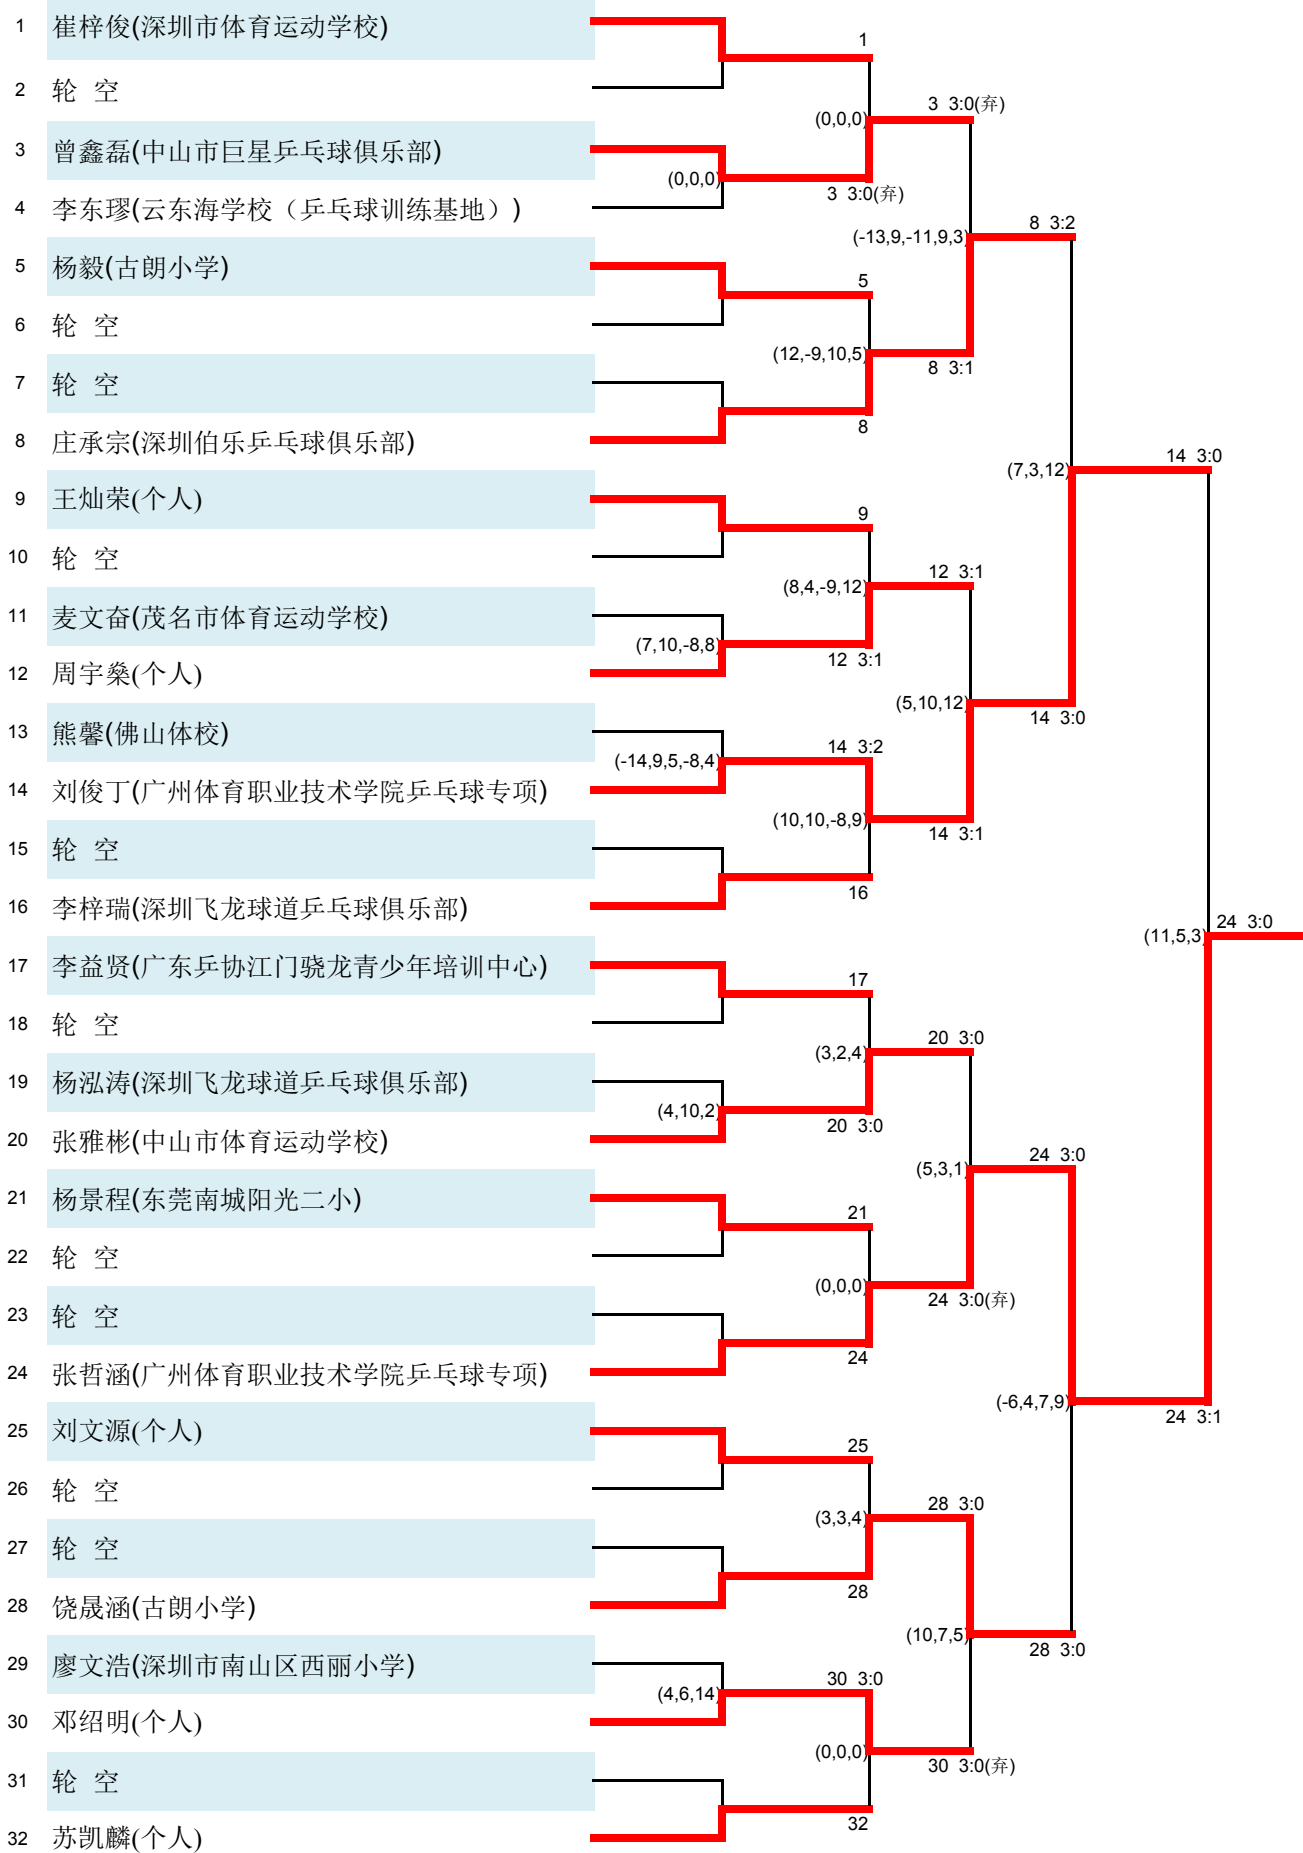 1 崔梓俊(深圳市体育运动学校)
1
2 轮 空
3 3:0(弃)
(0,0,0)
3 曾鑫磊(中山市巨星乒乓球俱乐部)
(0,0,0)
3 3:0(弃)
4 李东璆(云东海学校（乒乓球训练基地）)
8 3:2
(-13,9,-11,9,3)
5 杨毅(古朗小学)
5
6 轮 空
(12,-9,10,5)
8 3:1
7 轮 空
8
8 庄承宗(深圳伯乐乒乓球俱乐部)
14 3:0
(7,3,12)
9 王灿荣(个人)
9
10 轮 空
12 3:1
(8,4,-9,12)
11 麦文奋(茂名市体育运动学校)
(7,10,-8,8)
12 3:1
12 周宇燊(个人)
(5,10,12)
14 3:0
13 熊馨(佛山体校)
14 3:2
(-14,9,5,-8,4)
14 刘俊丁(广州体育职业技术学院乒乓球专项)
(10,10,-8,9)
14 3:1
15 轮 空
16
16 李梓瑞(深圳飞龙球道乒乓球俱乐部)
24 3:0
(11,5,3)
17 李益贤(广东乒协江门骁龙青少年培训中心)
17
18 轮 空
20 3:0
(3,2,4)
19 杨泓涛(深圳飞龙球道乒乓球俱乐部)
(4,10,2)
20 3:0
20 张雅彬(中山市体育运动学校)
24 3:0
(5,3,1)
21 杨景程(东莞南城阳光二小)
21
22 轮 空
(0,0,0)
24 3:0(弃)
23 轮 空
24
24 张哲涵(广州体育职业技术学院乒乓球专项)
(-6,4,7,9)
24 3:1
25 刘文源(个人)
25
26 轮 空
28 3:0
(3,3,4)
27 轮 空
28
28 饶晟涵(古朗小学)
(10,7,5)
28 3:0
29 廖文浩(深圳市南山区西丽小学)
30 3:0
(4,6,14)
30 邓绍明(个人)
(0,0,0)
30 3:0(弃)
31 轮 空
32
32 苏凯麟(个人)